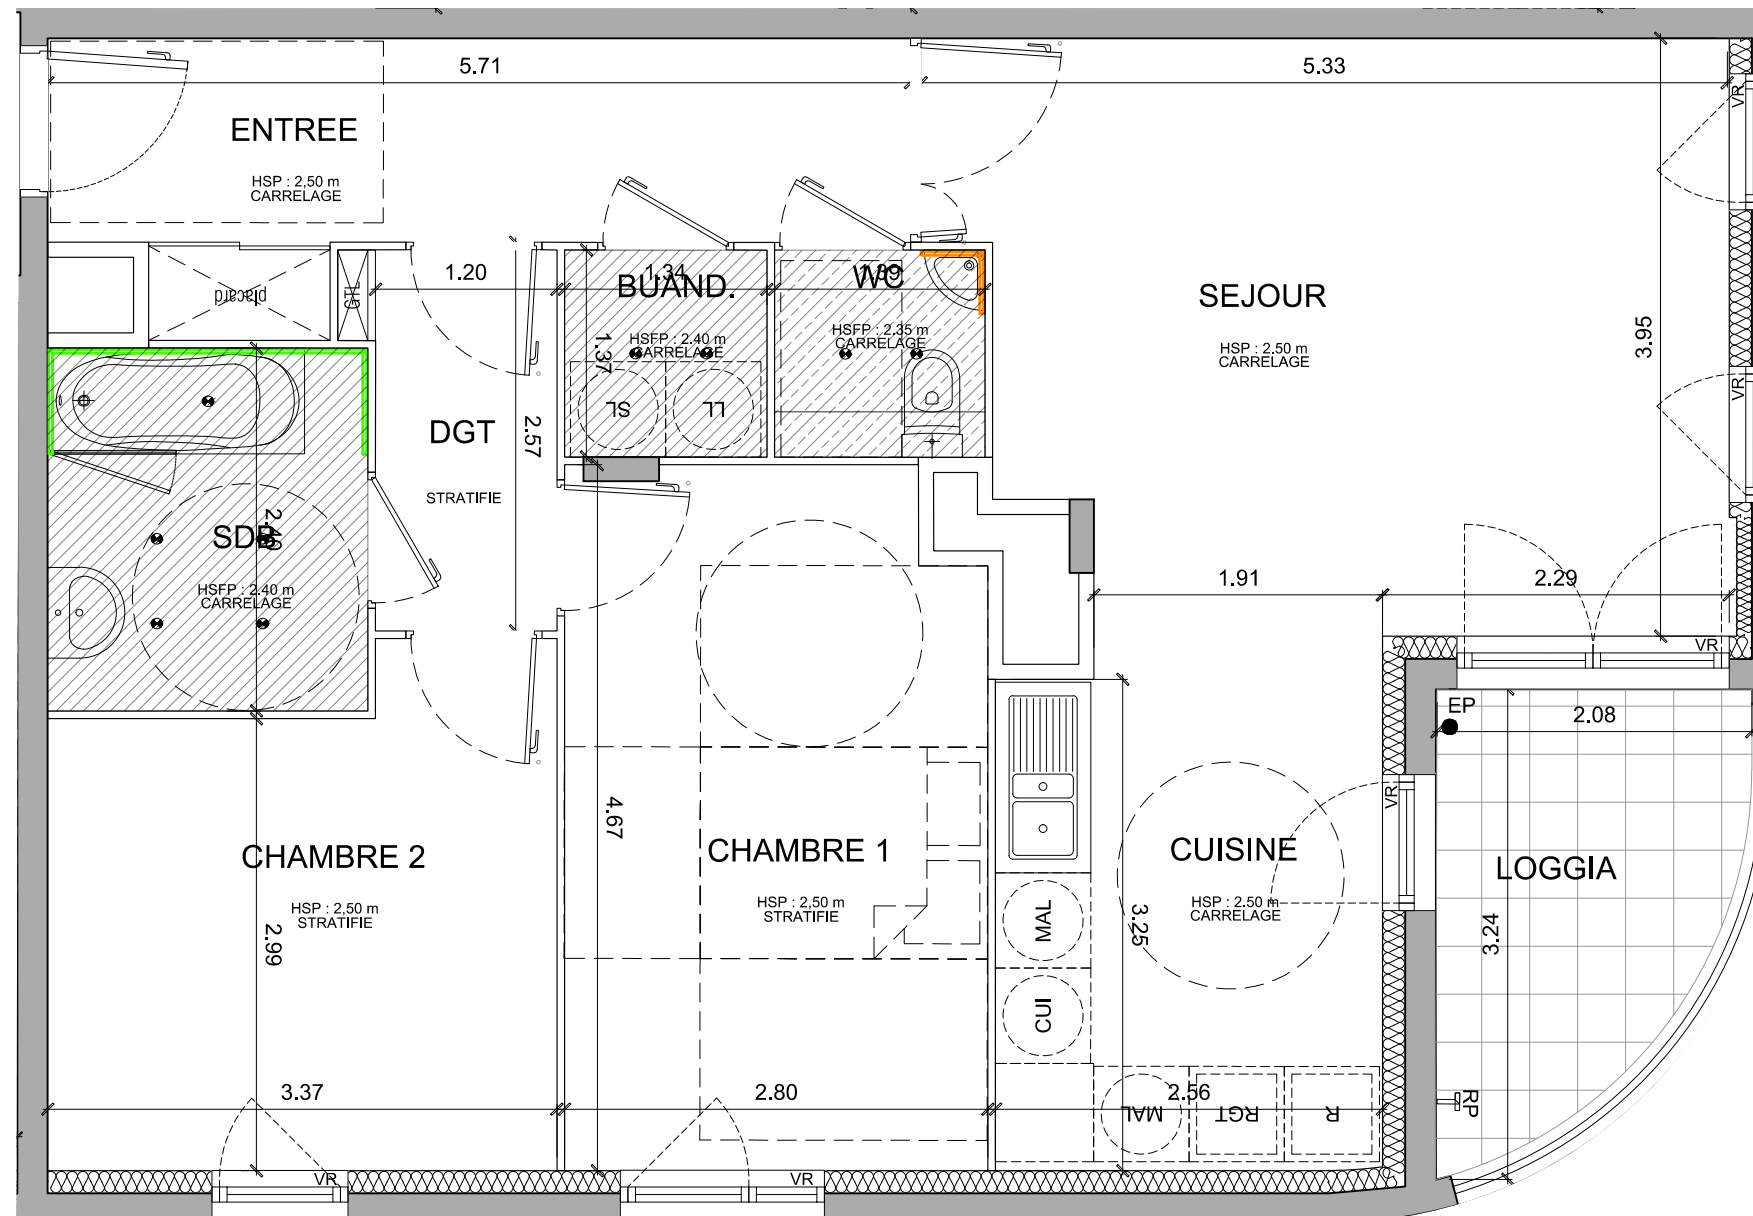 5.71
5.33
ENTREE
HSP : 2,50 m
CARRELAGE
VR
placard
GTL
1.20
1.34
BUAND.
HSFP : 2.40 m
CARRELAGE
1.37
SL
LL
WC
HSFP : 2.35 m
CARRELAGE
SEJOUR
HSP : 2.50 m
CARRELAGE
3.95
VR
DGT
2.57
STRATIFIE
SDB
HSFP : 2.40 m
CARRELAGE
1.91
2.29
VR
EP
2.08
CHAMBRE 2
HSP : 2,50 m
STRATIFIE
2.99
3.37
VR
4.67
CHAMBRE 1
HSP : 2,50 m
STRATIFIE
2.80
VR
MAL
CUI
3.25
CUISINE
HSP : 2.50 m
CARRELAGE
VR
2.56
MAL
RGT
R
LOGGIA
3.24
RP